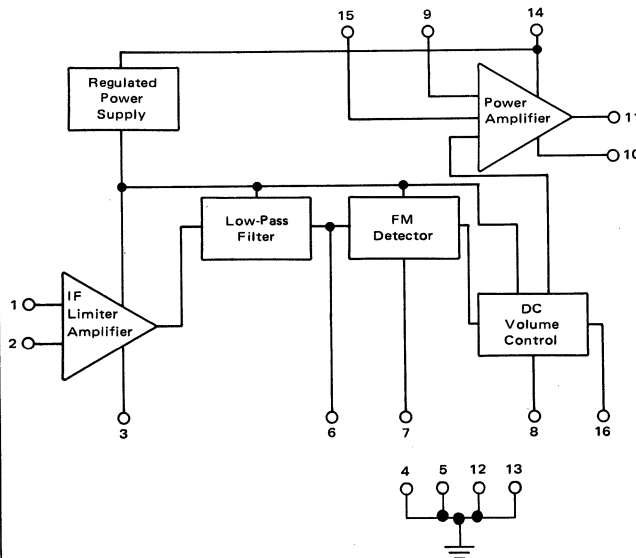 15
9
14
Regulated
Power
Supply
Power
Amplifier
11
10
Low-Pass
Filter
FM
Detector
1
2
IF
Limiter
Amplifier
DC
Volume
Control
3
6
7
8
16
4
5
12
13